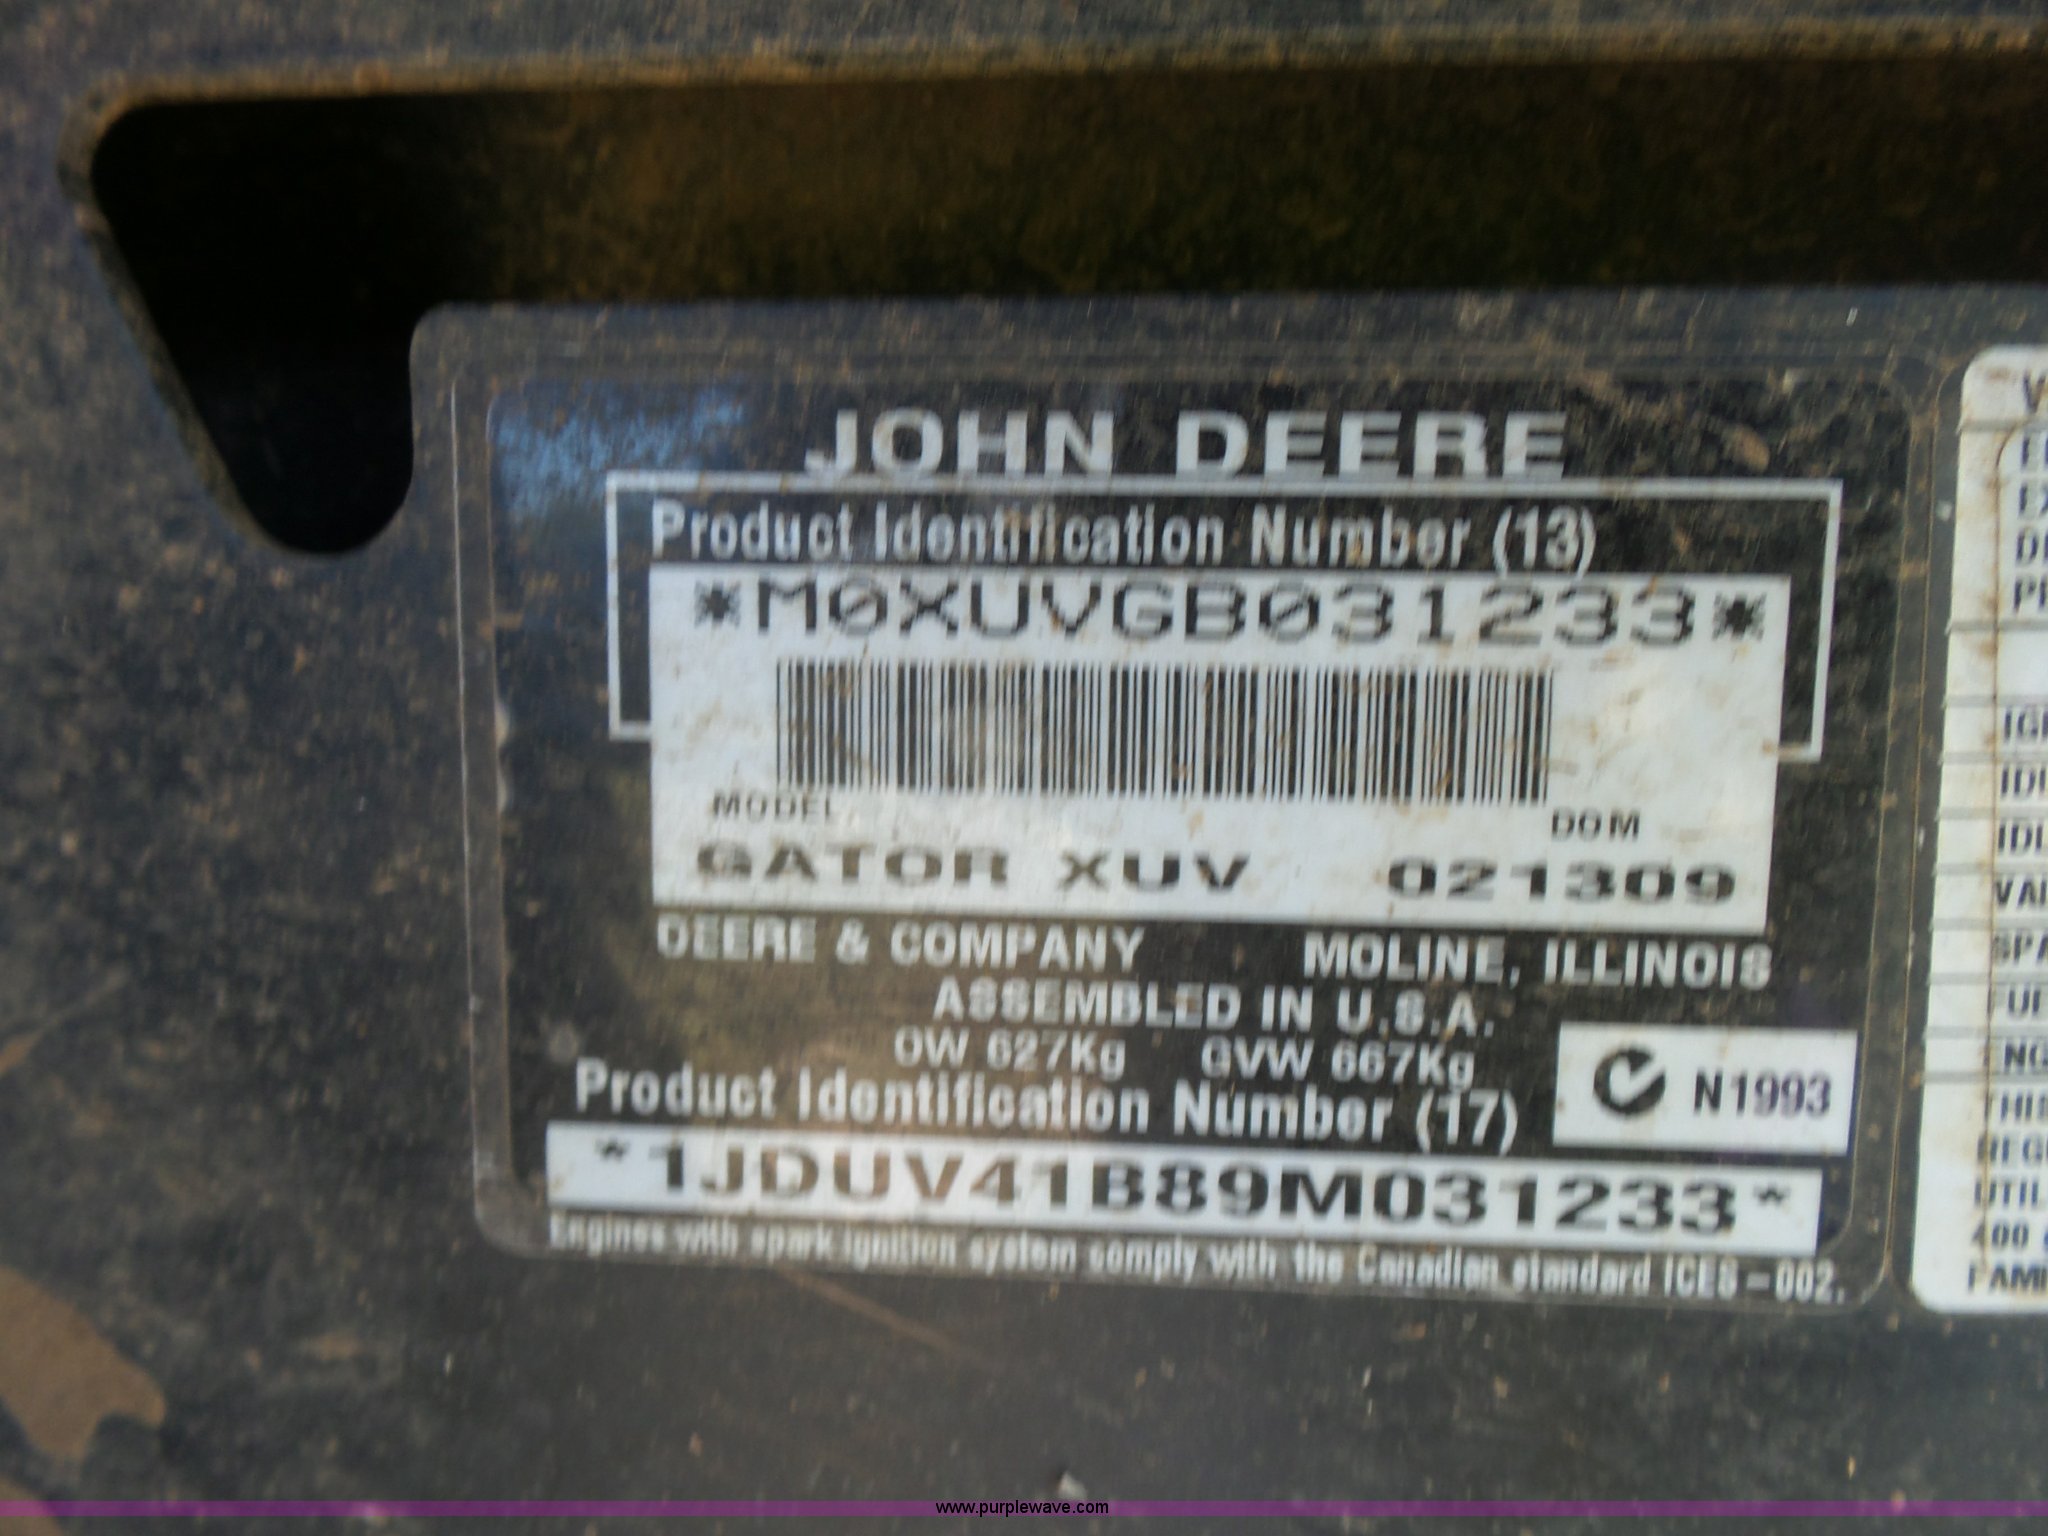 JOHN DEERE
Product Identification Number (13)
*M0XUVGB031233*
MODEL DOM
GATOR XUV 021309
DEERE & COMPANY MOLINE, ILLINOIS
ASSEMBLED IN U.S.A.
OW 627Kg GVW 667Kg
Product Identification Number (17)
N1993
*1JDUV41B89M031233*
Engines with spark ignition system comply with the Canadian standard ICES-002.
www.purplewave.com